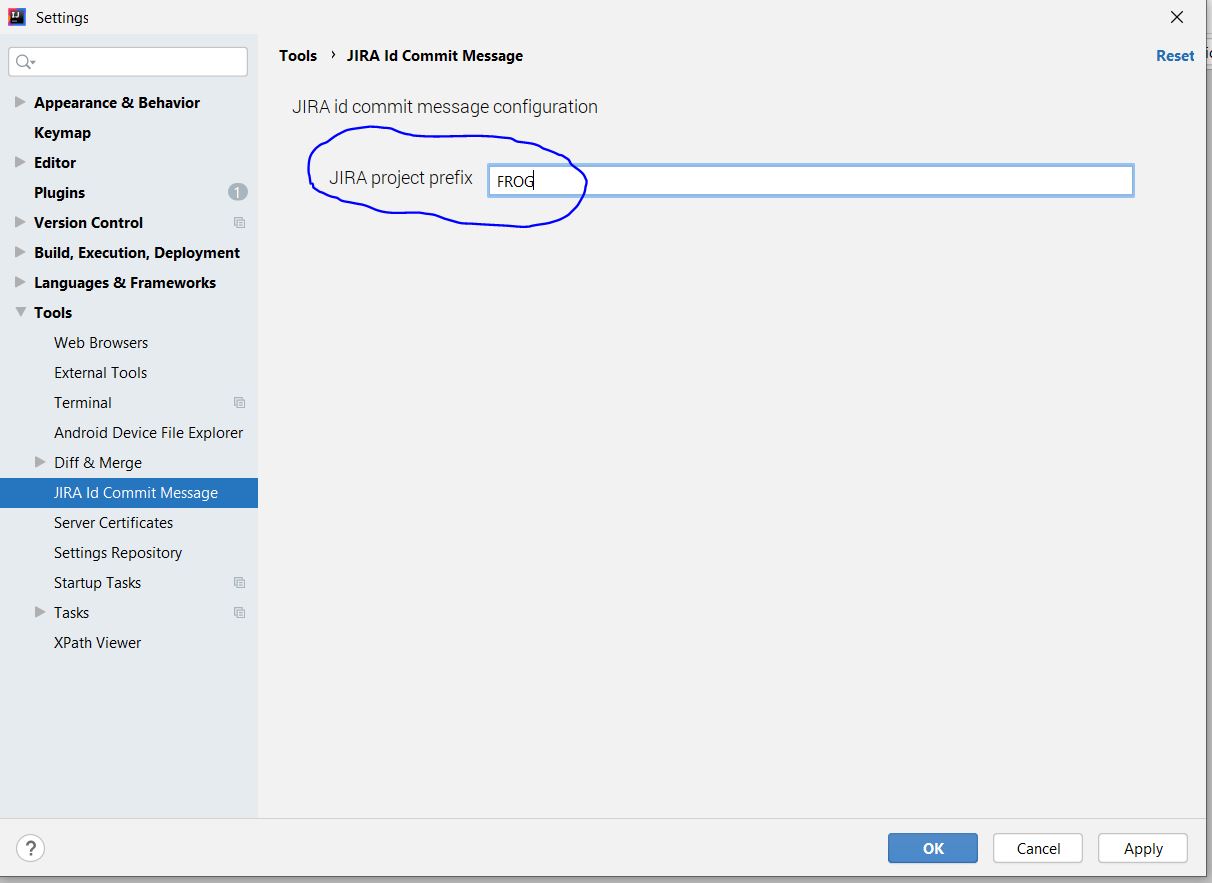 Settings
Tools › JIRA Id Commit Message
Reset
Appearance & Behavior
Keymap
Editor
Plugins 1
Version Control
Build, Execution, Deployment
Languages & Frameworks
Tools
Web Browsers
External Tools
Terminal
Android Device File Explorer
Diff & Merge
JIRA Id Commit Message
Server Certificates
Settings Repository
Startup Tasks
Tasks
XPath Viewer
JIRA id commit message configuration
JIRA project prefix FROG
?
OK Cancel Apply